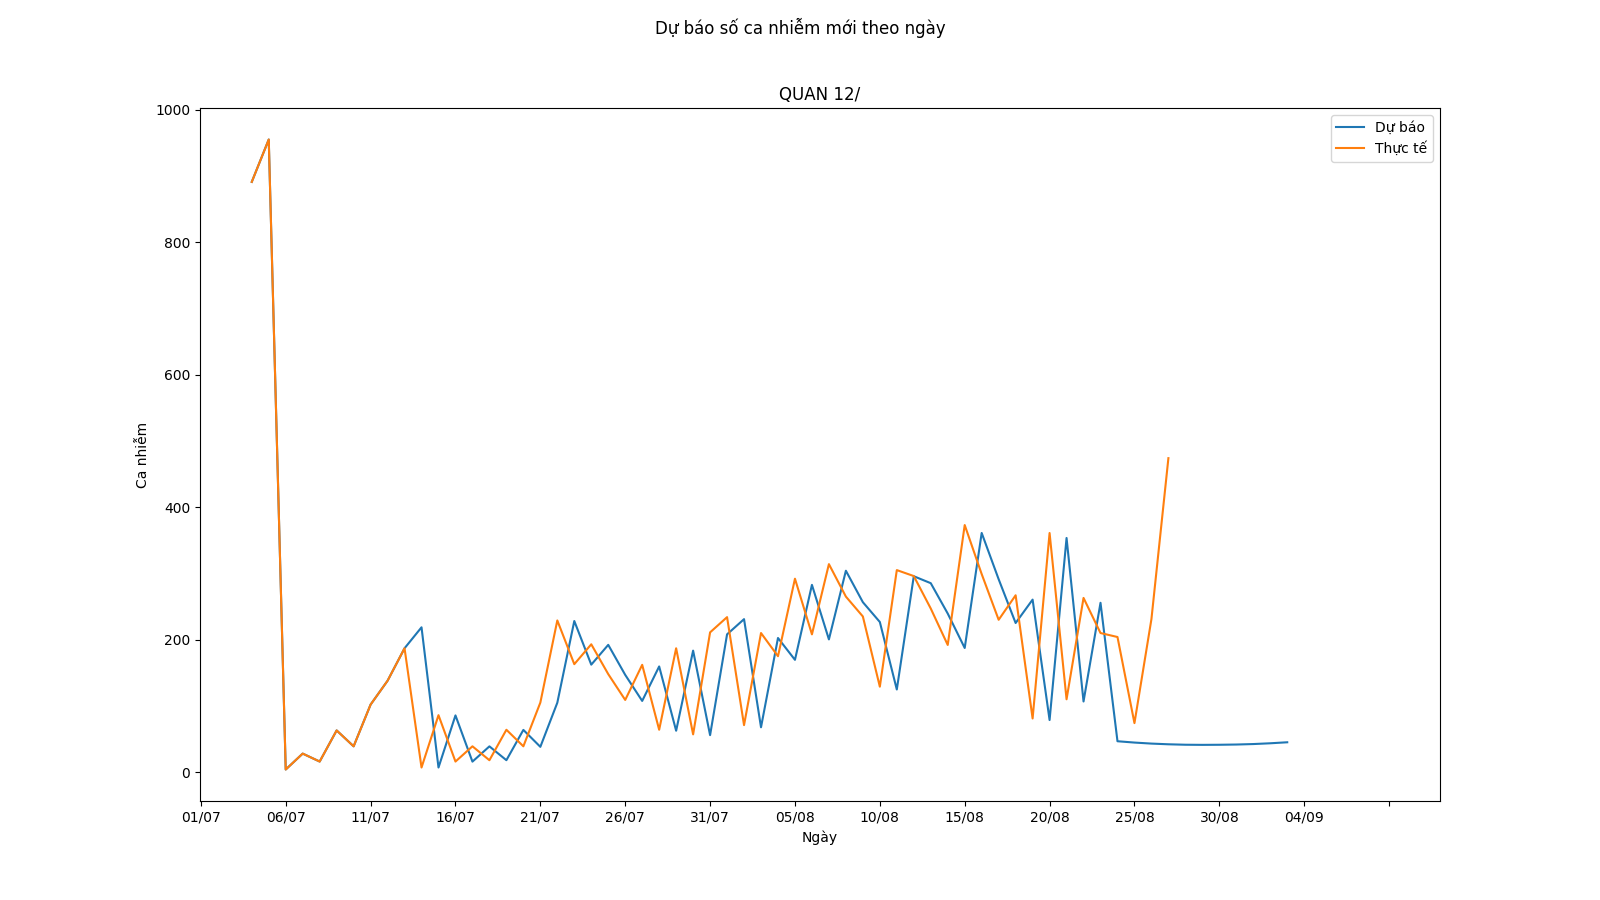 Dự báo số ca nhiễm mới theo ngày
QUAN 12/
Dự báo
Thực tế
1000
800
600
400
200
0
Ca nhiễm
01/07 06/07 11/07 16/07 21/07 26/07 31/07 05/08 10/08 15/08 20/08 25/08 30/08 04/09
Ngày